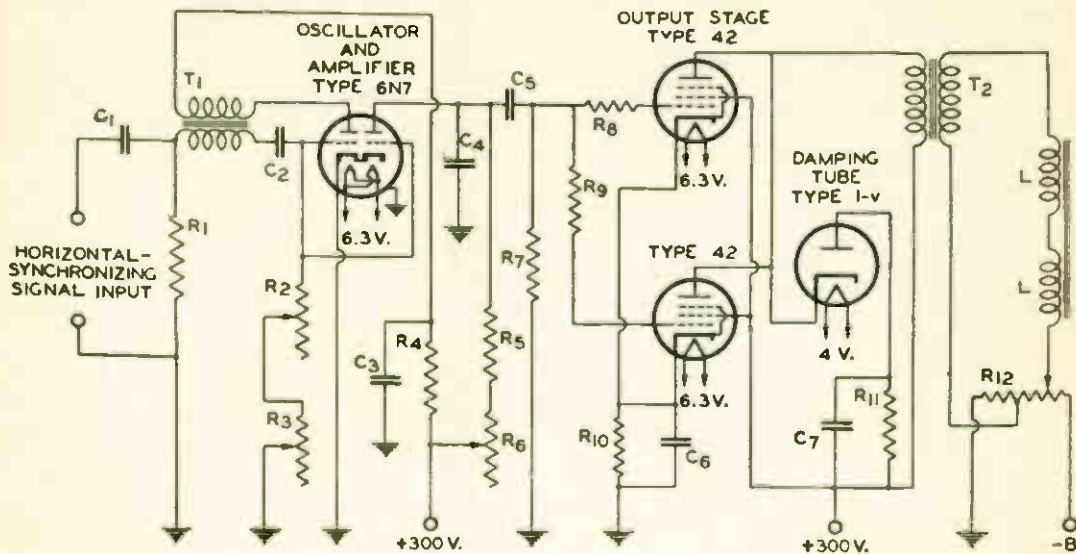 OSCILLATOR
AND
AMPLIFIER
TYPE 6N7
OUTPUT STAGE
TYPE 42
T1
C1
C2
C4
C5
R8
6.3 V.
T2
R9
DAMPING
TUBE
TYPE 1-V
L
R1
6.3 V.
HORIZONTAL-
SYNCHRONIZING
SIGNAL INPUT
R7
TYPE 42
R2
L
C3
R4
R5
4 V.
6.3 V.
R3
R6
R10
C6
C7
R11
R12
+300 V.
+300 V.
-B